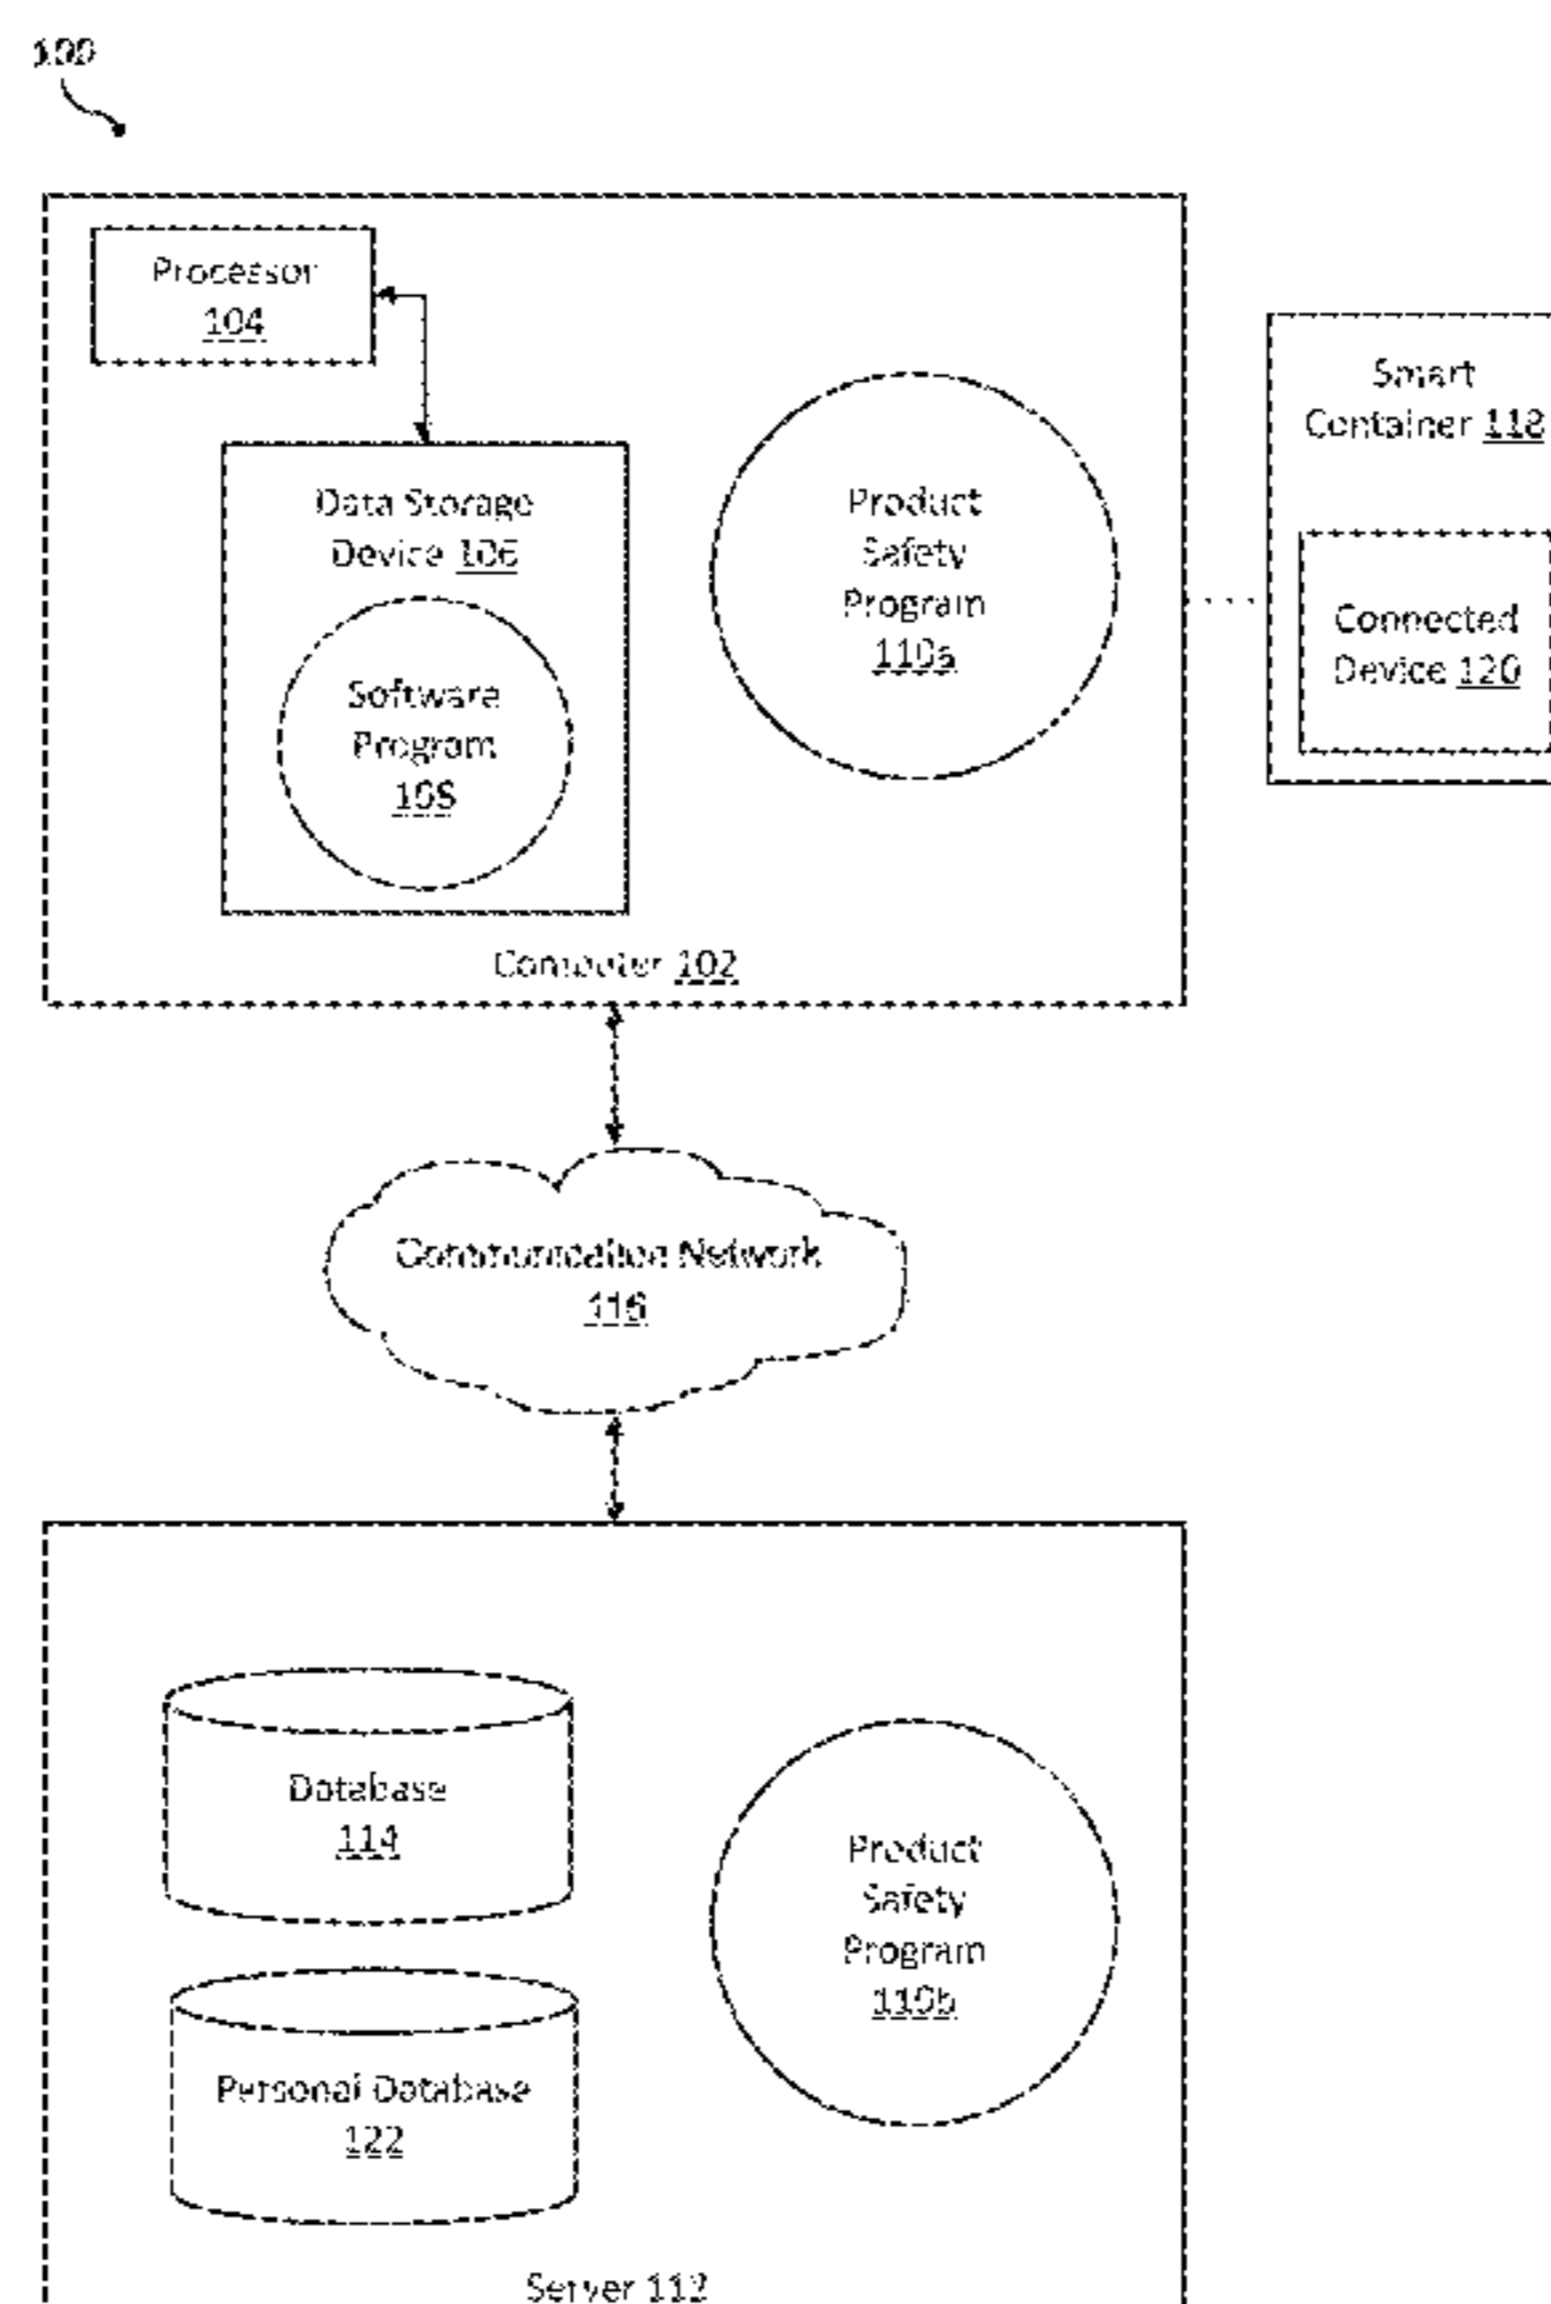 100
Processor
104
Data Storage
Device 106
Software
Program
108
Product
Safety
Program
110a
Smart
Container 118
Connected
Device 120
Computer 102
Communication Network
116
Database
114
Personal Database
122
Product
Safety
Program
110b
Server 112